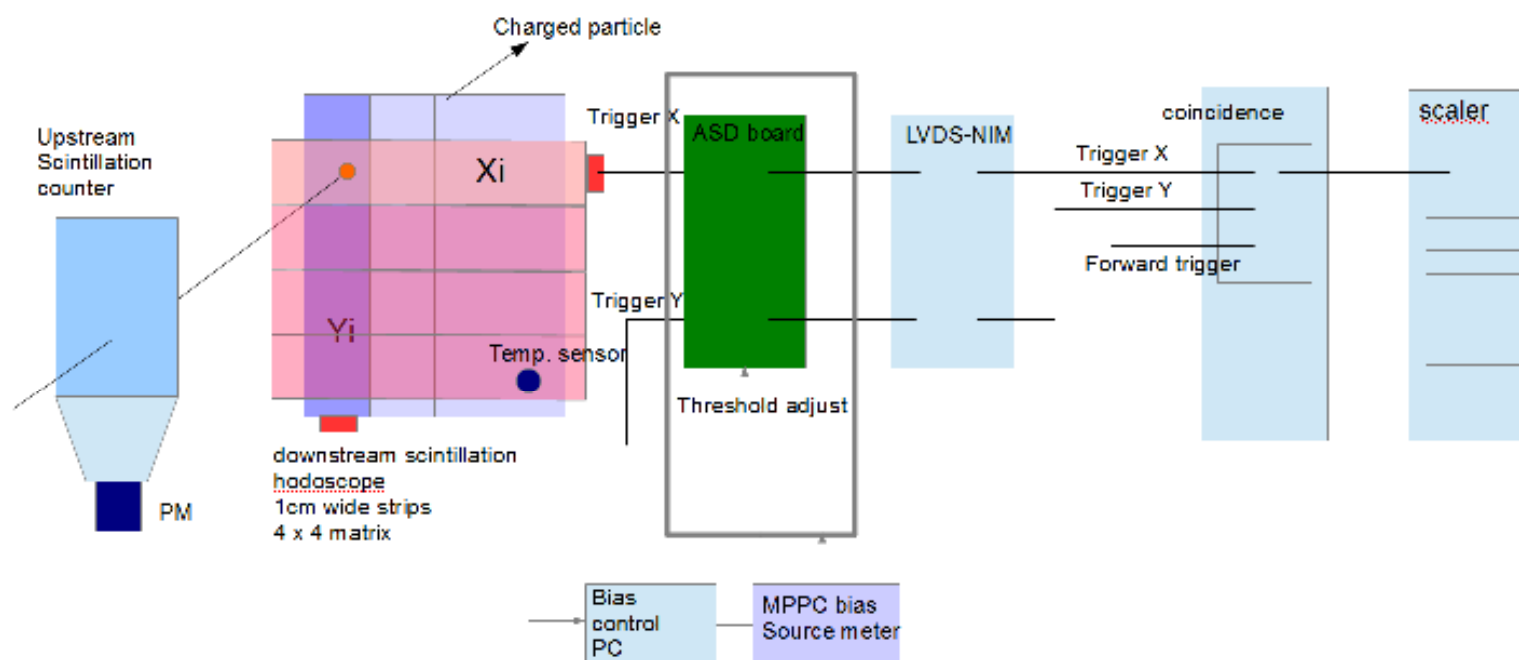 Charged particle
Upstream
Scintillation
counter
Xi
Yi
Temp. sensor
PM
downstream scintillation
hodoscope
1cm wide strips
4 x 4 matrix
Trigger X
Trigger Y
ASD board
Threshold adjust
LVDS-NIM
coincidence
Trigger X
Trigger Y
Forward trigger
scaler
Bias
control
PC
MPPC bias
Source meter